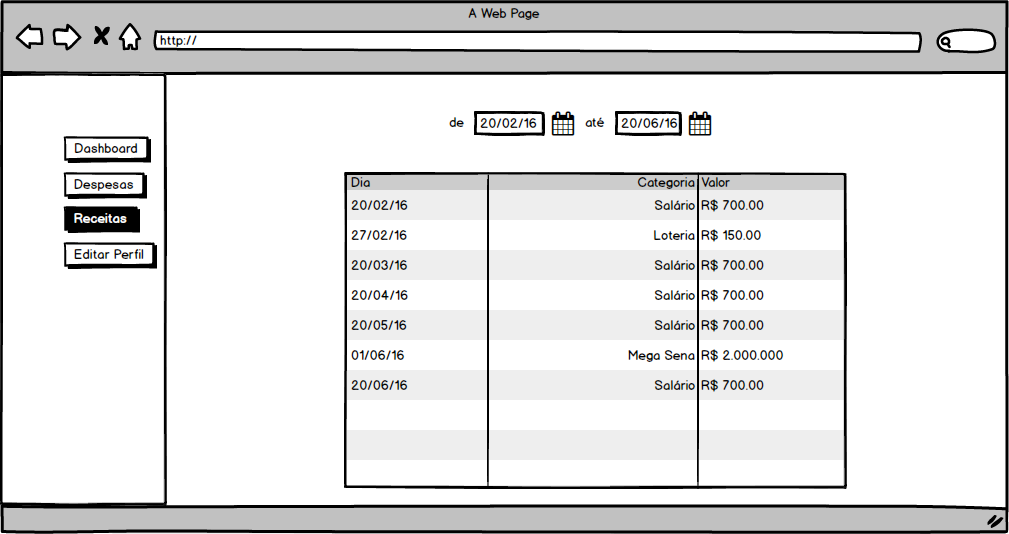 A Web Page
http://
de 20/02/16 até 20/06/16
Dashboard
Despesas
Receitas
Editar Perfil
Dia Categoria Valor
20/02/16 Salário R$ 700.00
27/02/16 Loteria R$ 150.00
20/03/16 Salário R$ 700.00
20/04/16 Salário R$ 700.00
20/05/16 Salário R$ 700.00
01/06/16 Mega Sena R$ 2.000.000
20/06/16 Salário R$ 700.00